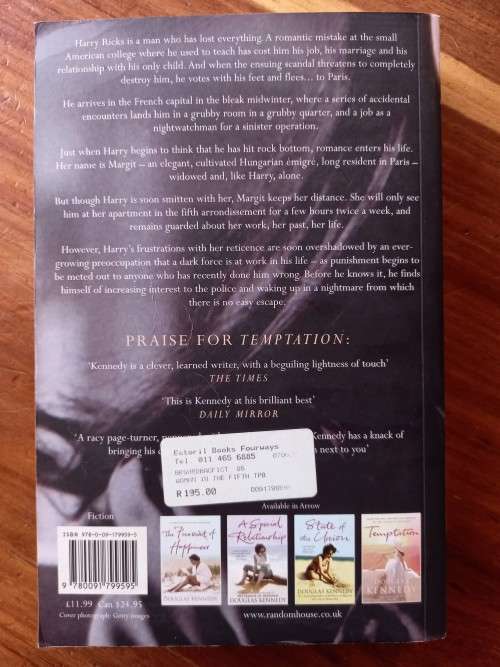 Harry Ricks is a man who has lost everything. A romantic mistake at the small
American college where he used to teach has cost him his job, his marriage and his
relationship with his only child. And when the ensuing scandal threatens to completely
destroy him, he votes with his feet and flees... to Paris.
He arrives in the French capital in the bleak midwinter, where a series of accidental
encounters lands him in a grubby room in a grubby quarter, and a job as a
nightwatchman for a sinister operation.
Just when Harry begins to think that he has hit rock bottom, romance enters his life.
Her name is Margit – an elegant, cultivated Hungarian émigré, long resident in Paris –
widowed and, like Harry, alone.
But though Harry is soon smitten with her, Margit keeps her distance. She will only see
him at her apartment in the fifth arrondissement for a few hours twice a week, and
remains guarded about her work, her past, her life.
However, Harry's frustrations with her reticence are soon overshadowed by an ever-
growing preoccupation that a dark force is at work in his life – as punishment begins to
be meted out to anyone who has recently done him wrong. Before he knows it, he finds
himself of increasing interest to the police and waking up in a nightmare from which
there is no easy escape.
PRAISE FOR TEMPTATION:
'Kennedy is a clever, learned writer, with a beguiling lightness of touch'
THE TIMES
'This is Kennedy at his brilliant best'
DAILY MIRROR
'A racy page-turner, Kennedy has a knack of
bringing his next to you'
Estoril Books Fourways
Tel 011 465 6885
WOMAN IN THE FIFTH TPB
R195.00
Fiction
Available in Arrow
ISBN 978-0-09-179959-5
9 780091 799595
£11.99 Can $24.95
Cover photograph: Getty images
The Pursuit of
Happiness
DOUGLAS KENNEDY
A Special
Relationship
DOUGLAS KENNEDY
State of
the Union
DOUGLAS KENNEDY
Temptation
DOUGLAS
KENNEDY
www.randomhouse.co.uk